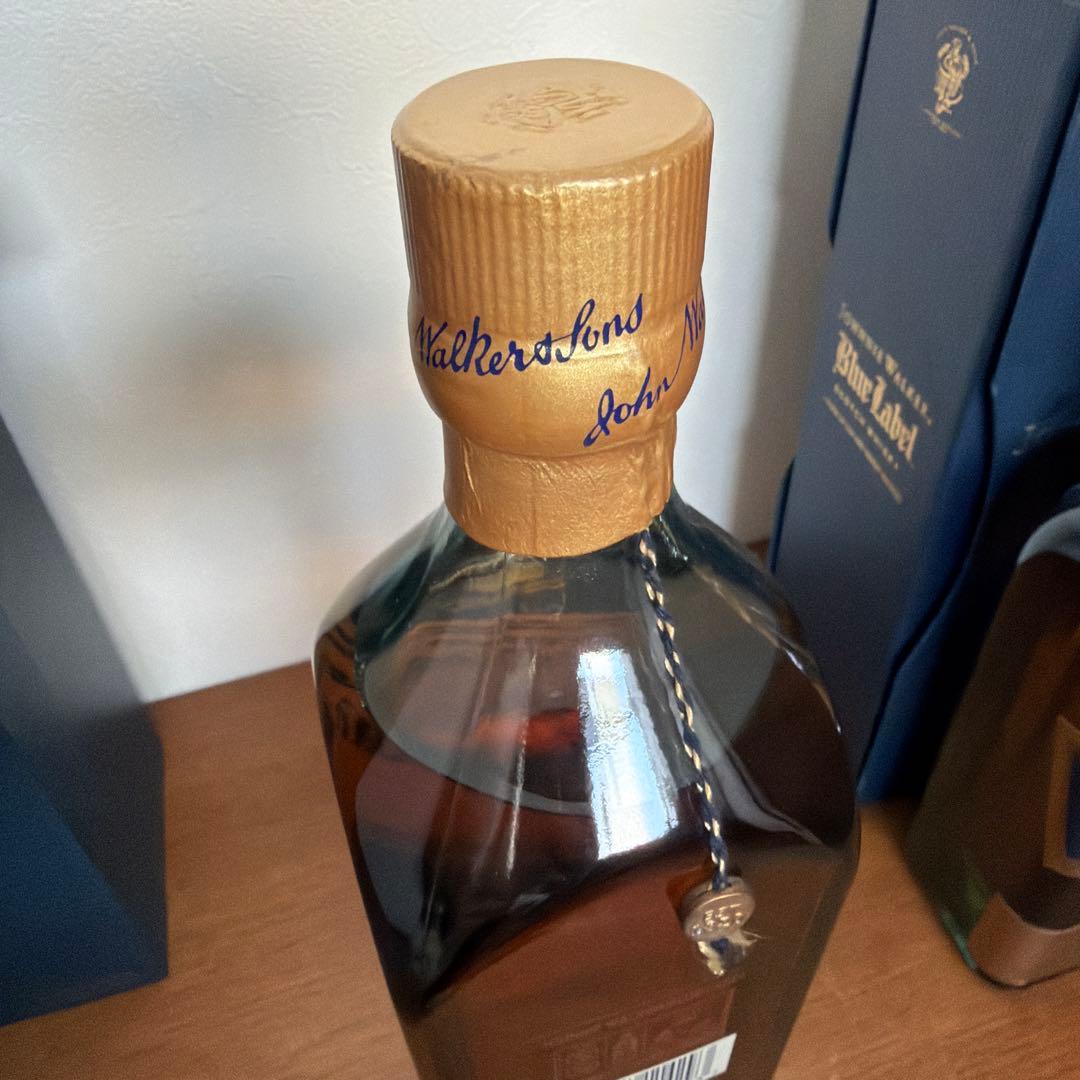 Walker & Sons
John
JOHNNIE WALKER
Blue Label
SCOTCH WHISKY